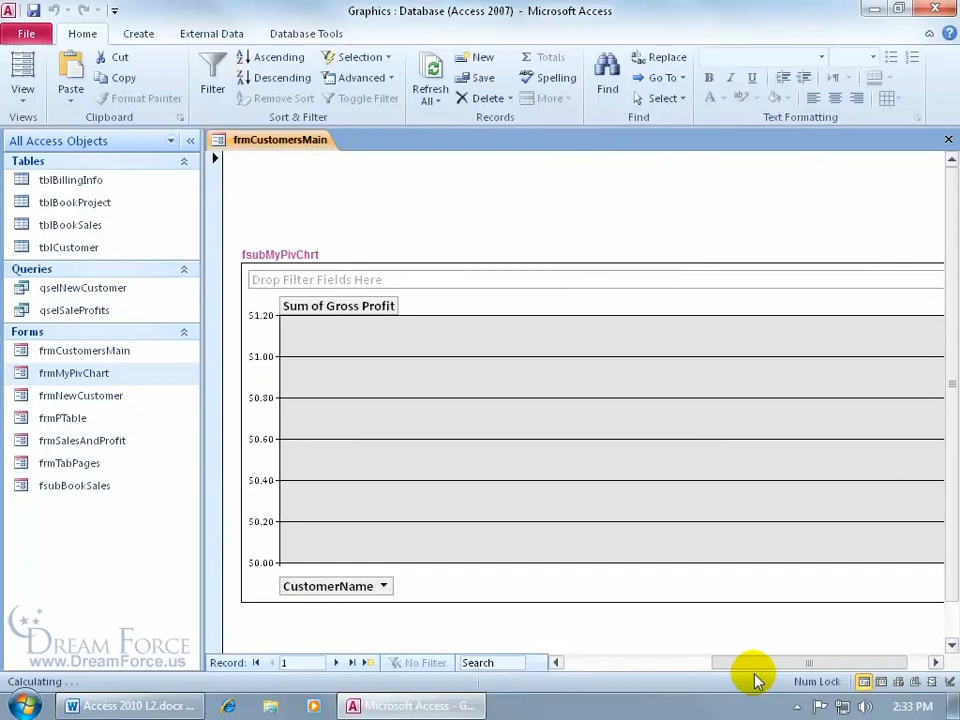 Graphics : Database (Access 2007) - Microsoft Access
File Home Create External Data Database Tools
View Paste Cut Copy Format Painter Filter Ascending Descending Remove Sort Selection Advanced Toggle Filter Refresh All New Save Delete Totals Spelling More Find Replace Go To Select B I U A ab
Views Clipboard Sort & Filter Records Find Text Formatting
All Access Objects
Tables
tblBillingInfo
tblBookProject
tblBookSales
tblCustomer
Queries
qselNewCustomer
qselSaleProfits
Forms
frmCustomersMain
frmMyPivChart
frmNewCustomer
frmPTable
frmSalesAndProfit
frmTabPages
fsubBookSales
frmCustomersMain
fsubMyPivChrt
Drop Filter Fields Here
Sum of Gross Profit
$1.20
$1.00
$0.80
$0.60
$0.40
$0.20
$0.00
CustomerName
DREAM FORCE
www.DreamForce.us
Record: 1 No Filter Search
Calculating . . . Num Lock
Access 2010 L2.docx ... Microsoft Access - G... 2:33 PM